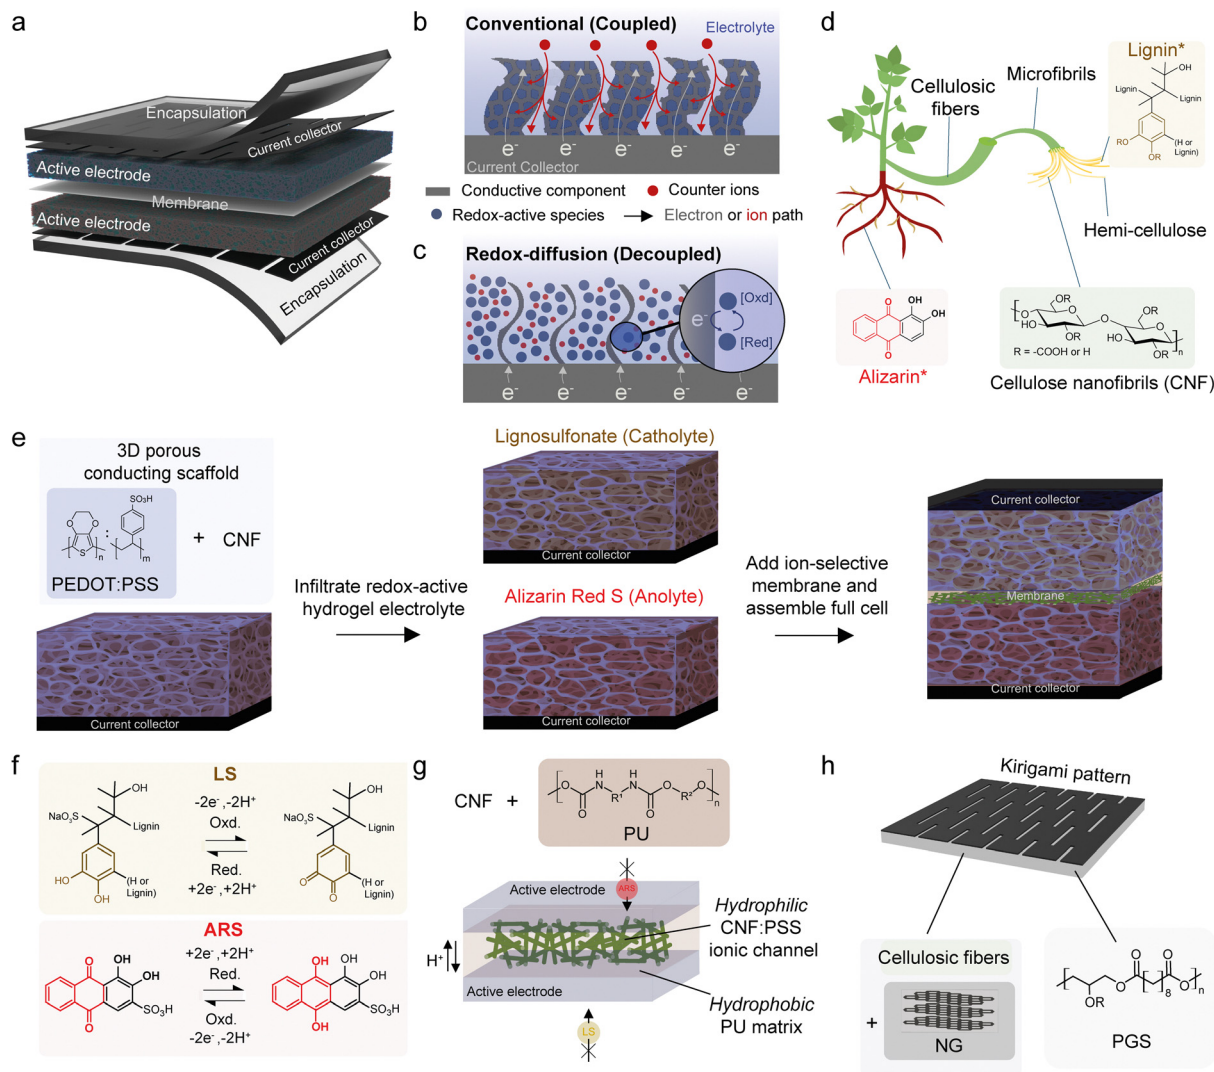 a
Encapsulation
Current collector
Active electrode
Membrane
Active electrode
Current collector
Encapsulation
b
Conventional (Coupled)
Electrolyte
e-
e-
e-
e-
e-
Current Collector
Conductive component
Counter ions
Redox-active species
Electron or ion path
c
Redox-diffusion (Decoupled)
[Oxd]
e-
[Red]
e-
e-
e-
e-
e-
d
Lignin*
Microfibrils
Cellusosic
fibers
OH
Lignin
Lignin
RO
OR
(H or
Lignin)
Hemi-cellulose
O
OH
OH
O
Alizarin*
RO
O
HO
O
OR
O
OR
O
HO
O
OR
n
R = -COOH or H
Cellulose nanofibrils (CNF)
e
3D porous
conducting scaffold
SO3H
O
O
S
n
:
m
PEDOT:PSS
+
CNF
Current collector
Infiltrate redox-active
hydrogel electrolyte
Lignosulfonate (Catholyte)
Current collector
Alizarin Red S (Anolyte)
Current collector
Add ion-selective
membrane and
assemble full cell
Current collector
Membrane
Current collector
f
LS
OH
NaO3S
Lignin
HO
OH
(H or
Lignin)
-2e-,-2H+
Oxd.
Red.
+2e-,+2H+
OH
NaO3S
Lignin
O
O
(H or
Lignin)
ARS
O
OH
OH
O
SO3H
+2e-,+2H+
Red.
Oxd.
-2e-,-2H+
OH
OH
OH
OH
SO3H
g
CNF
+
O
O
H
N
R1
H
N
O
O
R2
O
n
PU
Active electrode
ARS
H+
Active electrode
LS
Hydrophilic
CNF:PSS
ionic channel
Hydrophobic
PU matrix
h
Kirigami pattern
Cellulosic fibers
+
NG
O
OR
O
O
8
O
n
PGS